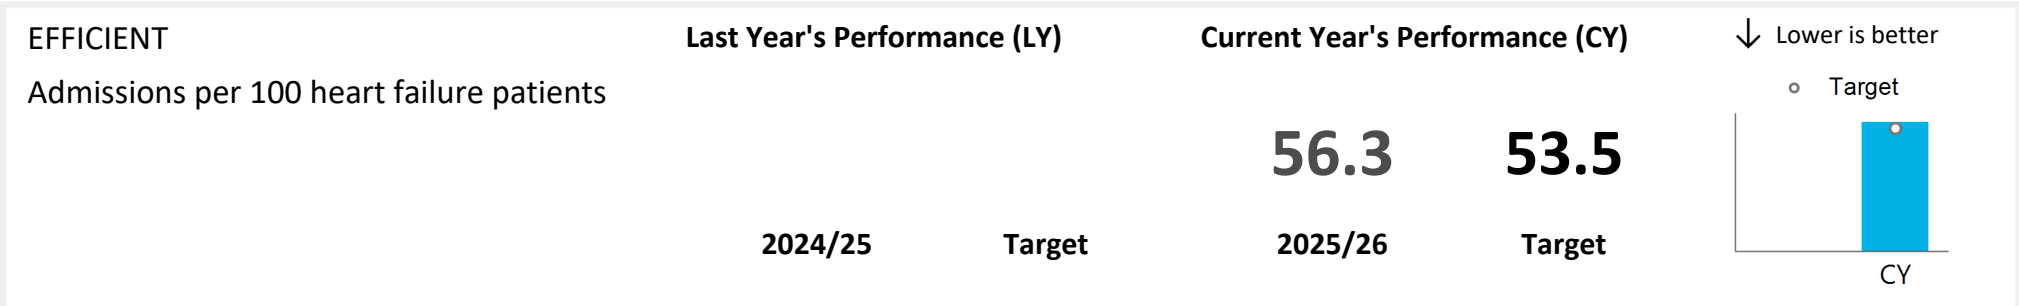 EFFICIENT
Last Year's Performance (LY)
Current Year's Performance (CY)
Lower is better
Admissions per 100 heart failure patients
Target
56.3
53.5
2024/25
Target
2025/26
Target
CY